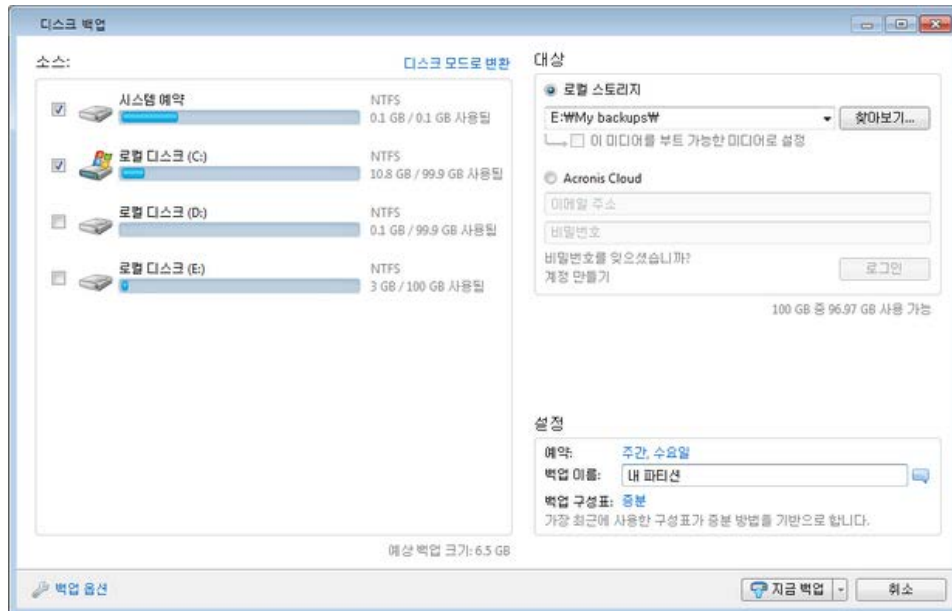 디스크 백업
소스:
디스크 모드로 변환
시스템 예약
NTFS
0.1 GB / 0.1 GB 사용됨
로컬 디스크 (C:)
NTFS
10.8 GB / 99.9 GB 사용됨
로컬 디스크 (D:)
NTFS
0.1 GB / 99.9 GB 사용됨
로컬 디스크 (E:)
NTFS
3 GB / 100 GB 사용됨
예상 백업 크기: 6.5 GB
대상
로컬 스토리지
E:₩My backups₩
찾아보기...
이 미디어를 부트 가능한 미디어로 설정
Acronis Cloud
이메일 주소
비밀번호
비밀번호를 잊으셨습니까?
계정 만들기
로그인
100 GB 중 96.97 GB 사용 가능
설정
예약: 주간, 수요일
백업 이름: 내 파티션
백업 구성표: 증분
가장 최근에 사용한 구성표가 증분 방법을 기반으로 합니다.
백업 옵션
지금 백업
취소